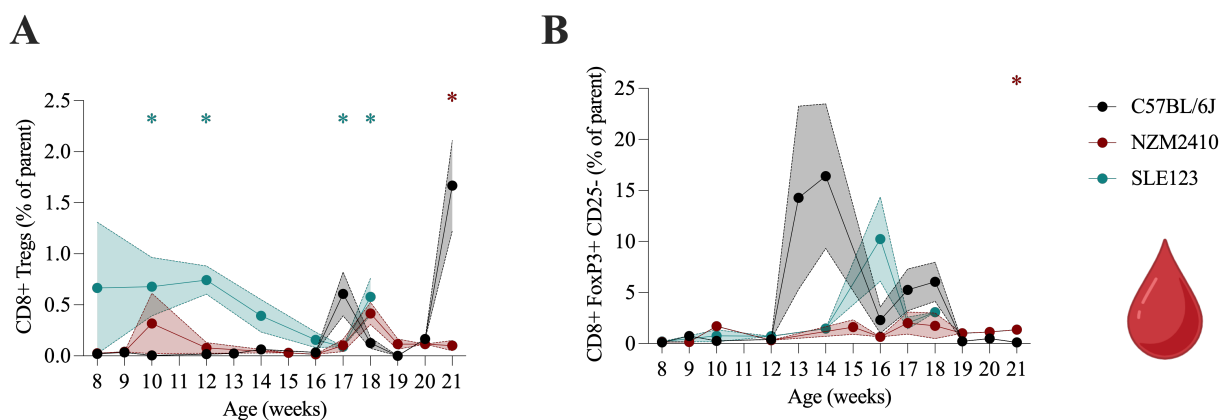 A
CD8+ Tregs (% of parent)
2.5
2.0
1.5
1.0
0.5
0.0
* * * * *
8 9 10 11 12 13 14 15 16 17 18 19 20 21
Age (weeks)
B
CD8+ FoxP3+ CD25- (% of parent)
25
20
15
10
5
0
*
8 9 10 11 12 13 14 15 16 17 18 19 20 21
Age (weeks)
C57BL/6J
NZM2410
SLE123